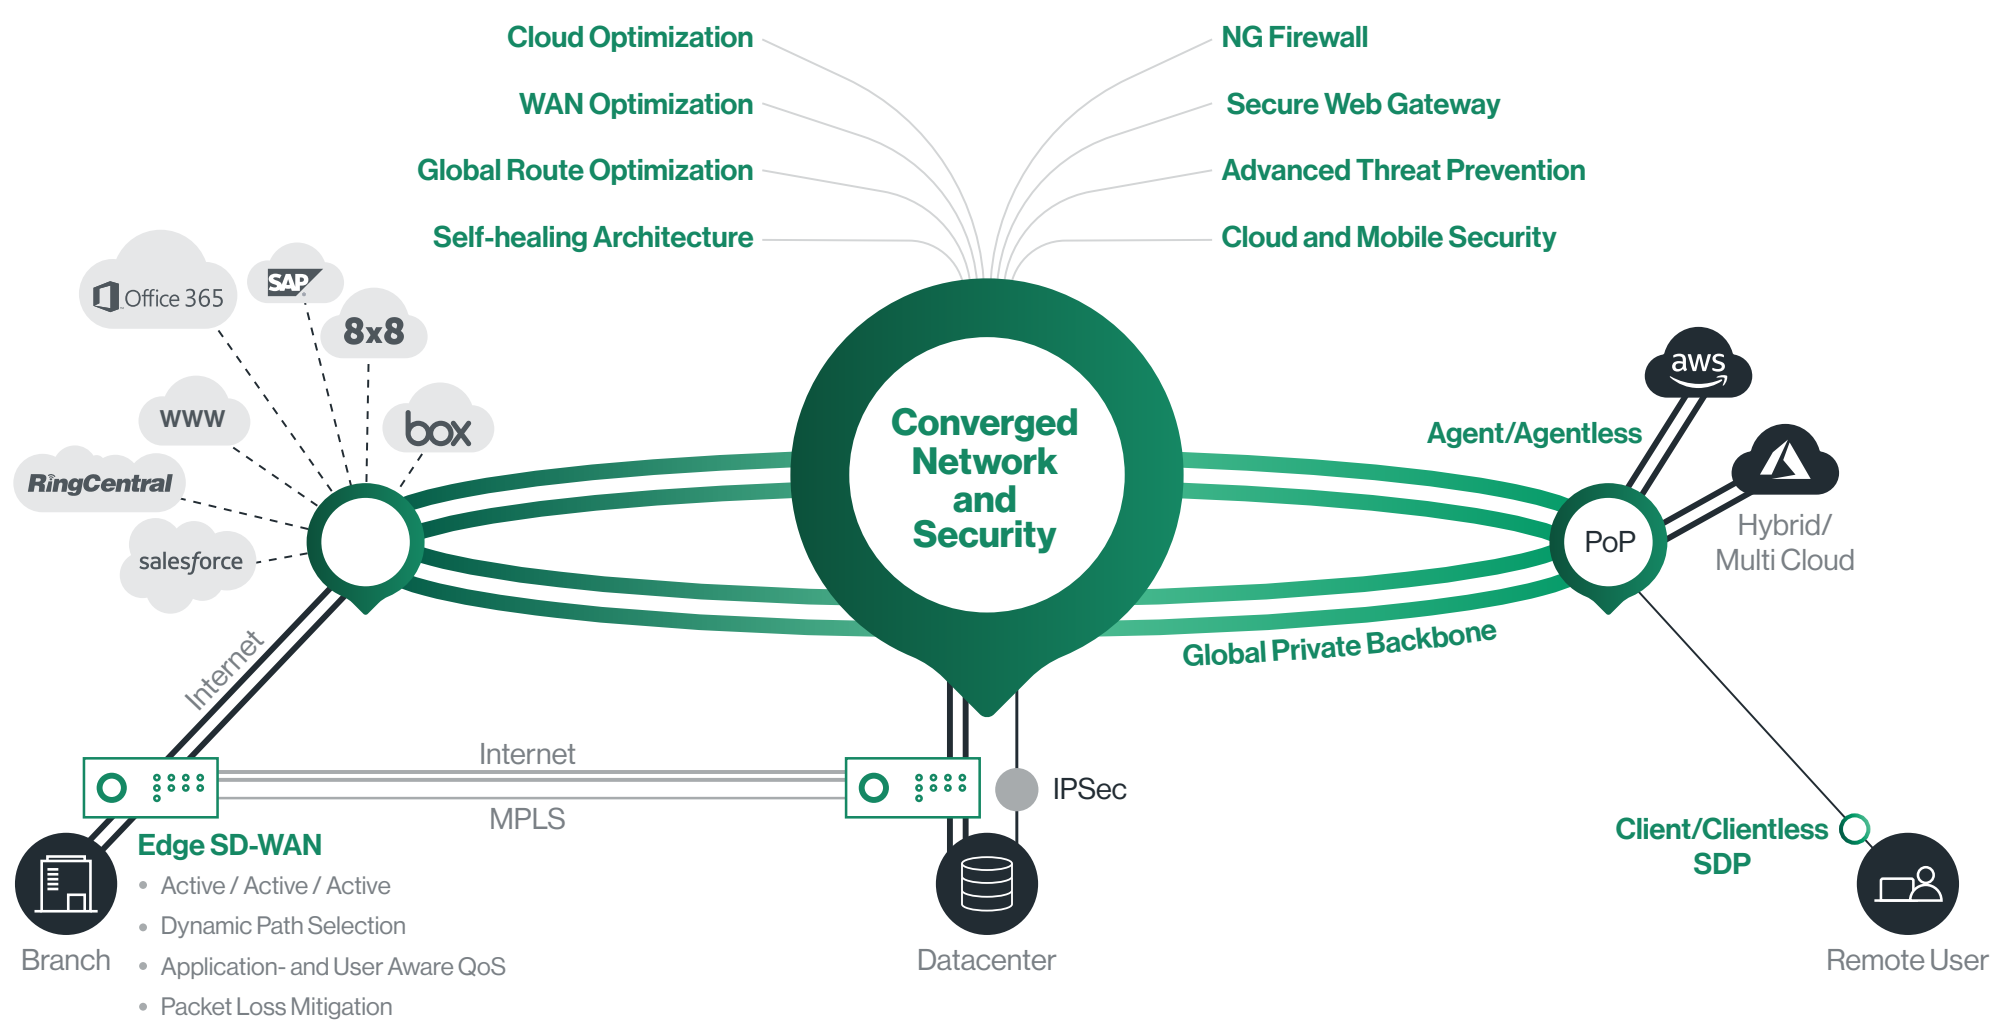 Cloud Optimization
WAN Optimization
Global Route Optimization
Self-healing Architecture
NG Firewall
Secure Web Gateway
Advanced Threat Prevention
Cloud and Mobile Security
Office 365
SAP
8x8
www
box
RingCentral
salesforce
Converged
Network
and
Security
aws
Agent/Agentless
PoP
Hybrid/
Multi Cloud
Global Private Backbone
Internet
Internet
MPLS
IPSec
Edge SD-WAN
• Active / Active / Active
• Dynamic Path Selection
• Application- and User Aware QoS
• Packet Loss Mitigation
Branch
Datacenter
Client/Clientless
SDP
Remote User